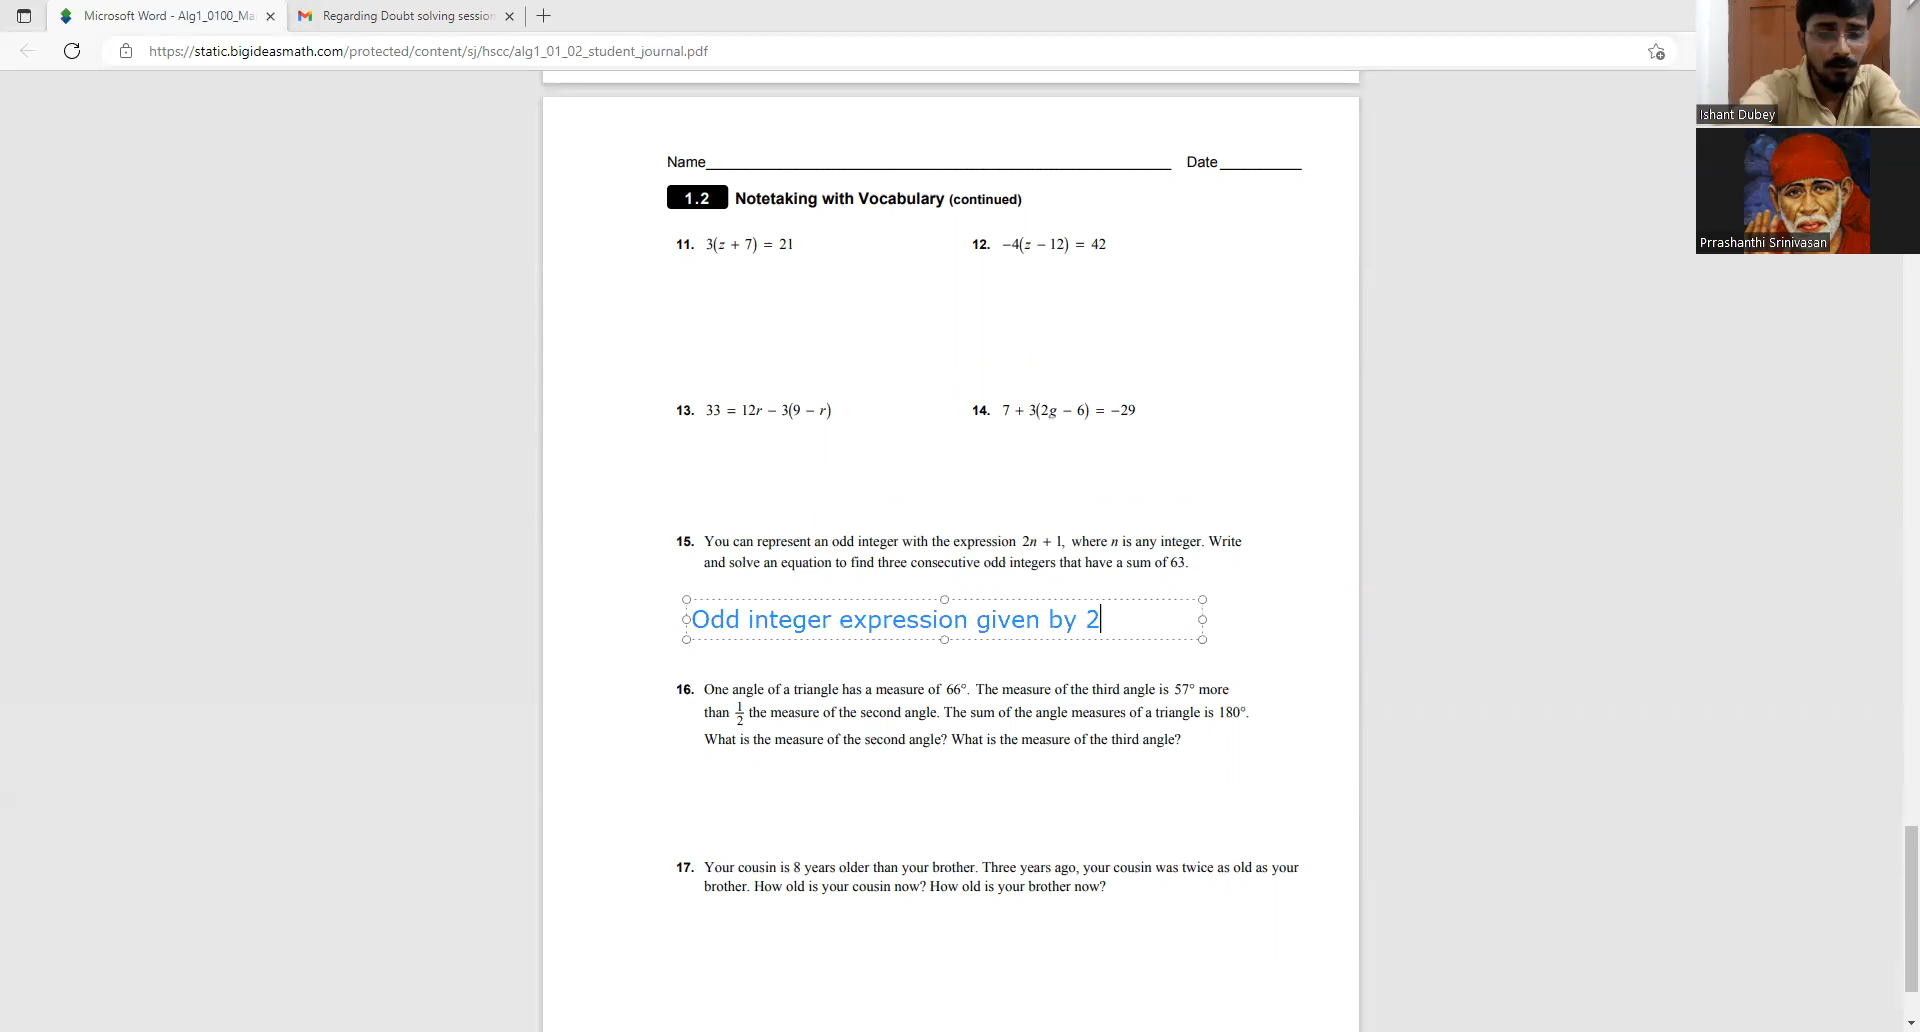 Microsoft Word - Alg1_0100_Ma
Regarding Doubt solving session
https://static.bigideasmath.com/protected/content/sj/hscc/alg1_01_02_student_journal.pdf
Ishant Dubey
Prrashanthi Srinivasan
Name Date
1.2 Notetaking with Vocabulary (continued)
11. 3(z + 7) = 21
12. −4(z − 12) = 42
13. 33 = 12r − 3(9 − r)
14. 7 + 3(2g − 6) = −29
15. You can represent an odd integer with the expression 2n + 1, where n is any integer. Write
and solve an equation to find three consecutive odd integers that have a sum of 63.
Odd integer expression given by 2
16. One angle of a triangle has a measure of 66°. The measure of the third angle is 57° more
than 1/2 the measure of the second angle. The sum of the angle measures of a triangle is 180°.
What is the measure of the second angle? What is the measure of the third angle?
17. Your cousin is 8 years older than your brother. Three years ago, your cousin was twice as old as your
brother. How old is your cousin now? How old is your brother now?